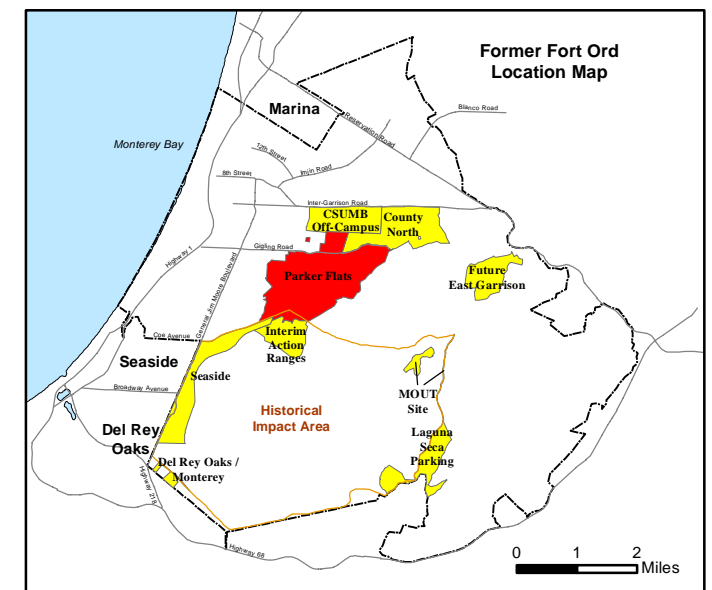 Former Fort Ord
Location Map
Marina
Blanco Road
Reservation Road
Monterey Bay
12th Street
Imjin Road
8th Street
Inter-Garrison Road
CSUMB
Off-Campus
County
North
Gigling Road
Highway 1
Parker Flats
Future
East Garrison
General Jim Moore Boulevard
Coe Avenue
Interim
Action
Ranges
Seaside
Seaside
Broadway Avenue
MOUT
Site
Historical
Impact Area
Del Rey
Oaks
Laguna
Seca
Parking
Del Rey Oaks /
Monterey
Highway 218
Highway 68
0 1 2
Miles